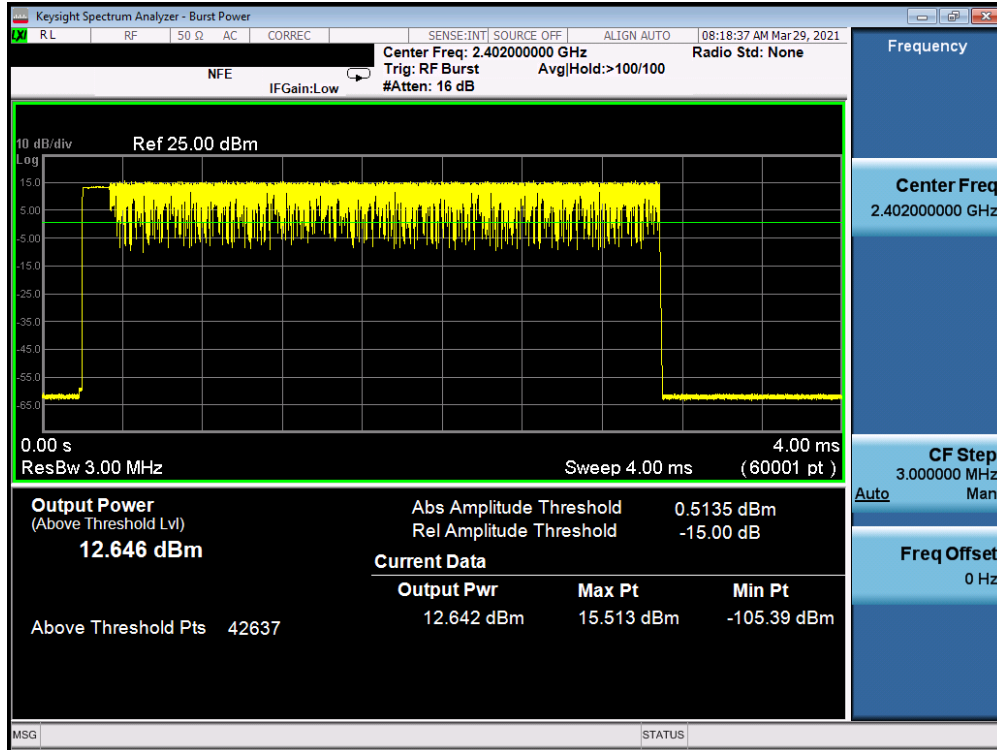 Keysight Spectrum Analyzer - Burst Power
LXI RL RF 50 Ω AC CORREC SENSE:INT SOURCE OFF ALIGN AUTO 08:18:37 AM Mar 29, 2021
Center Freq: 2.402000000 GHz Radio Std: None
NFE Trig: RF Burst Avg|Hold:>100/100
IFGain:Low #Atten: 16 dB
10 dB/div Ref 25.00 dBm
Log
15.0
5.00
-5.00
-15.0
-25.0
-35.0
-45.0
-55.0
-65.0
0.00 s 4.00 ms
ResBw 3.00 MHz Sweep 4.00 ms (60001 pt )
Output Power
(Above Threshold Lvl)
12.646 dBm
Above Threshold Pts 42637
Abs Amplitude Threshold 0.5135 dBm
Rel Amplitude Threshold -15.00 dB
Current Data
Output Pwr Max Pt Min Pt
12.642 dBm 15.513 dBm -105.39 dBm
Frequency
Center Freq
2.402000000 GHz
CF Step
3.000000 MHz
Auto Man
Freq Offset
0 Hz
MSG STATUS